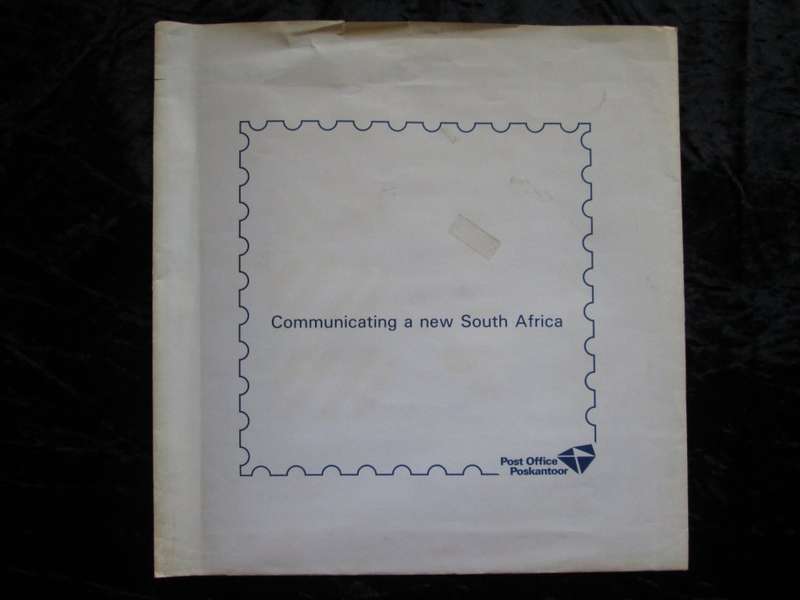 Communicating a new South Africa
Post Office
Poskantoor